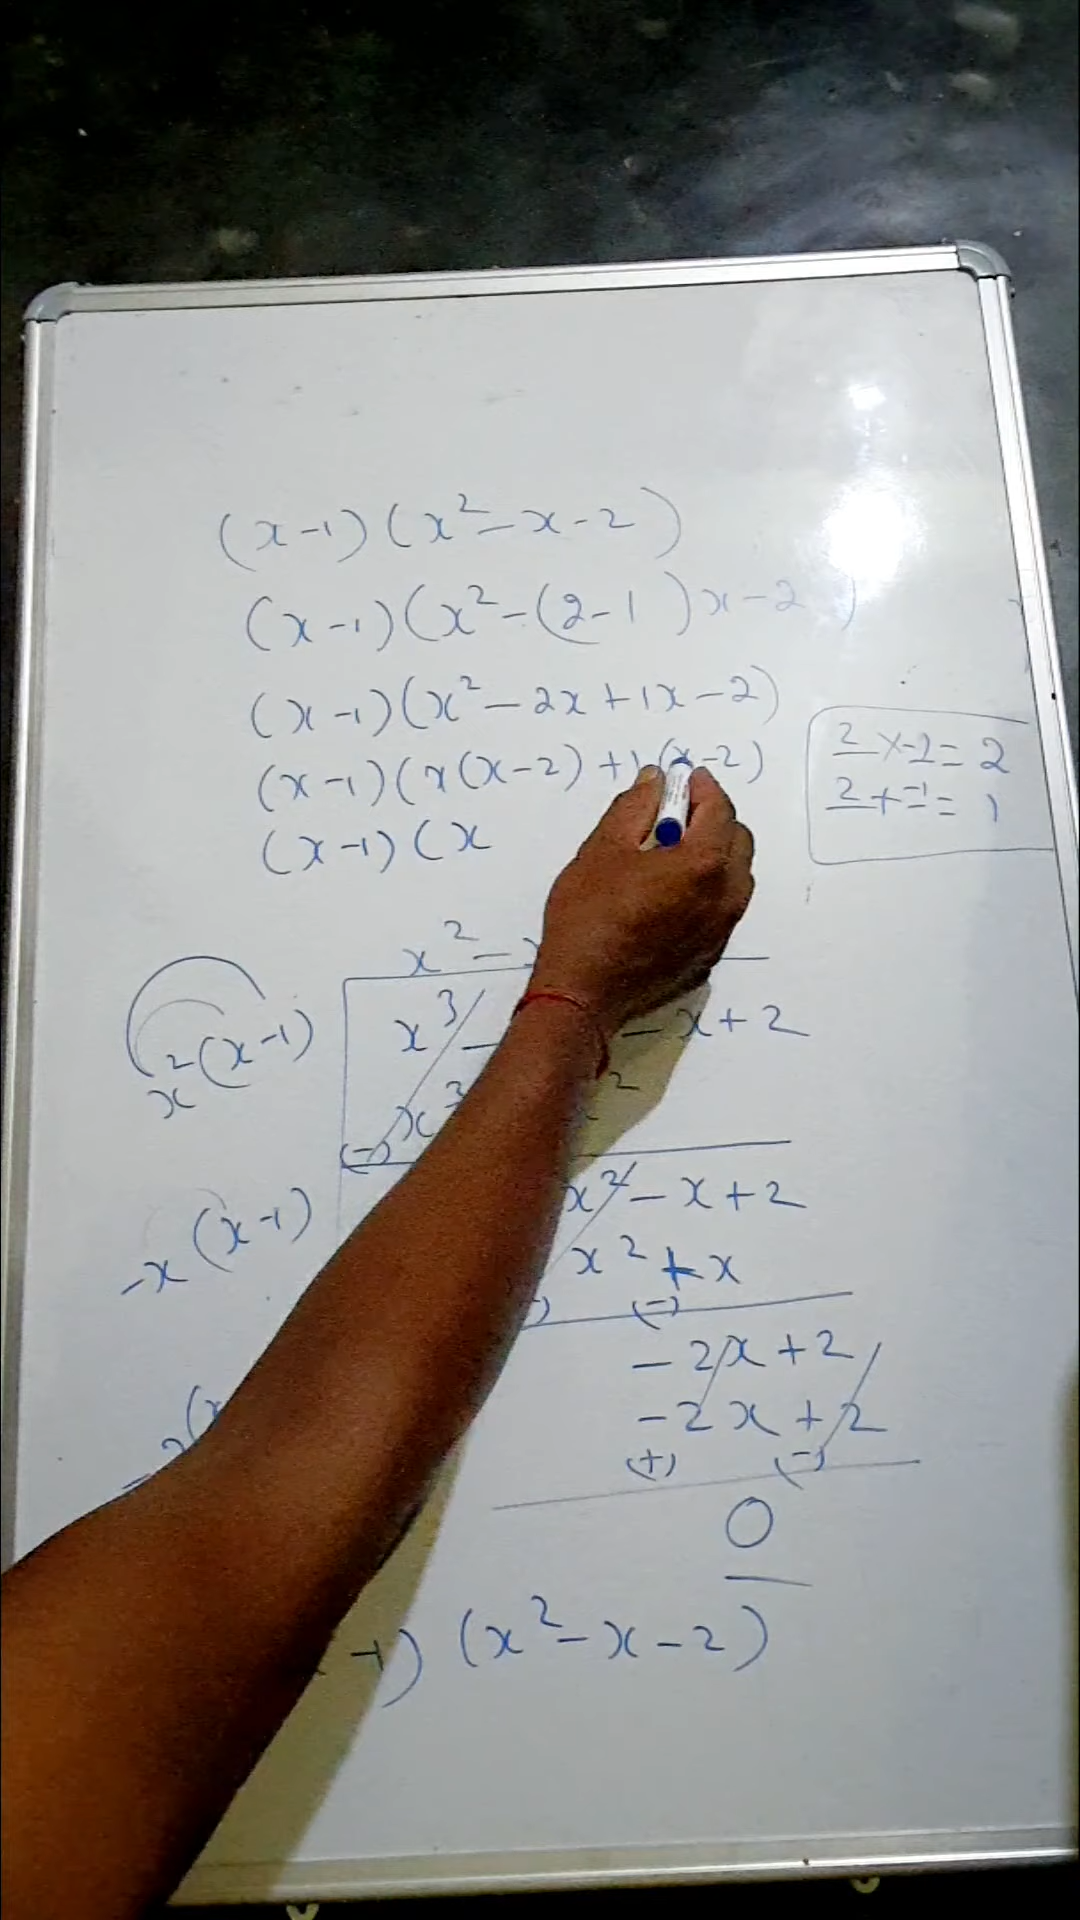 (x-1)(x²-x-2)
(x-1)(x²-(2-1)x-2)
(x-1)(x²-2x+1x-2)
(x-1)(x(x-2)+1(x-2)
(x-1)(x
2×-1=2
2+-1=1
x²-
x²(x-1)
x³- -x+2
x³ ²
(-)
-x(x-1)
x²-x+2
x²+x
(-)
-2x+2
-2x+2
(+) (-)
0
-1)(x²-x-2)